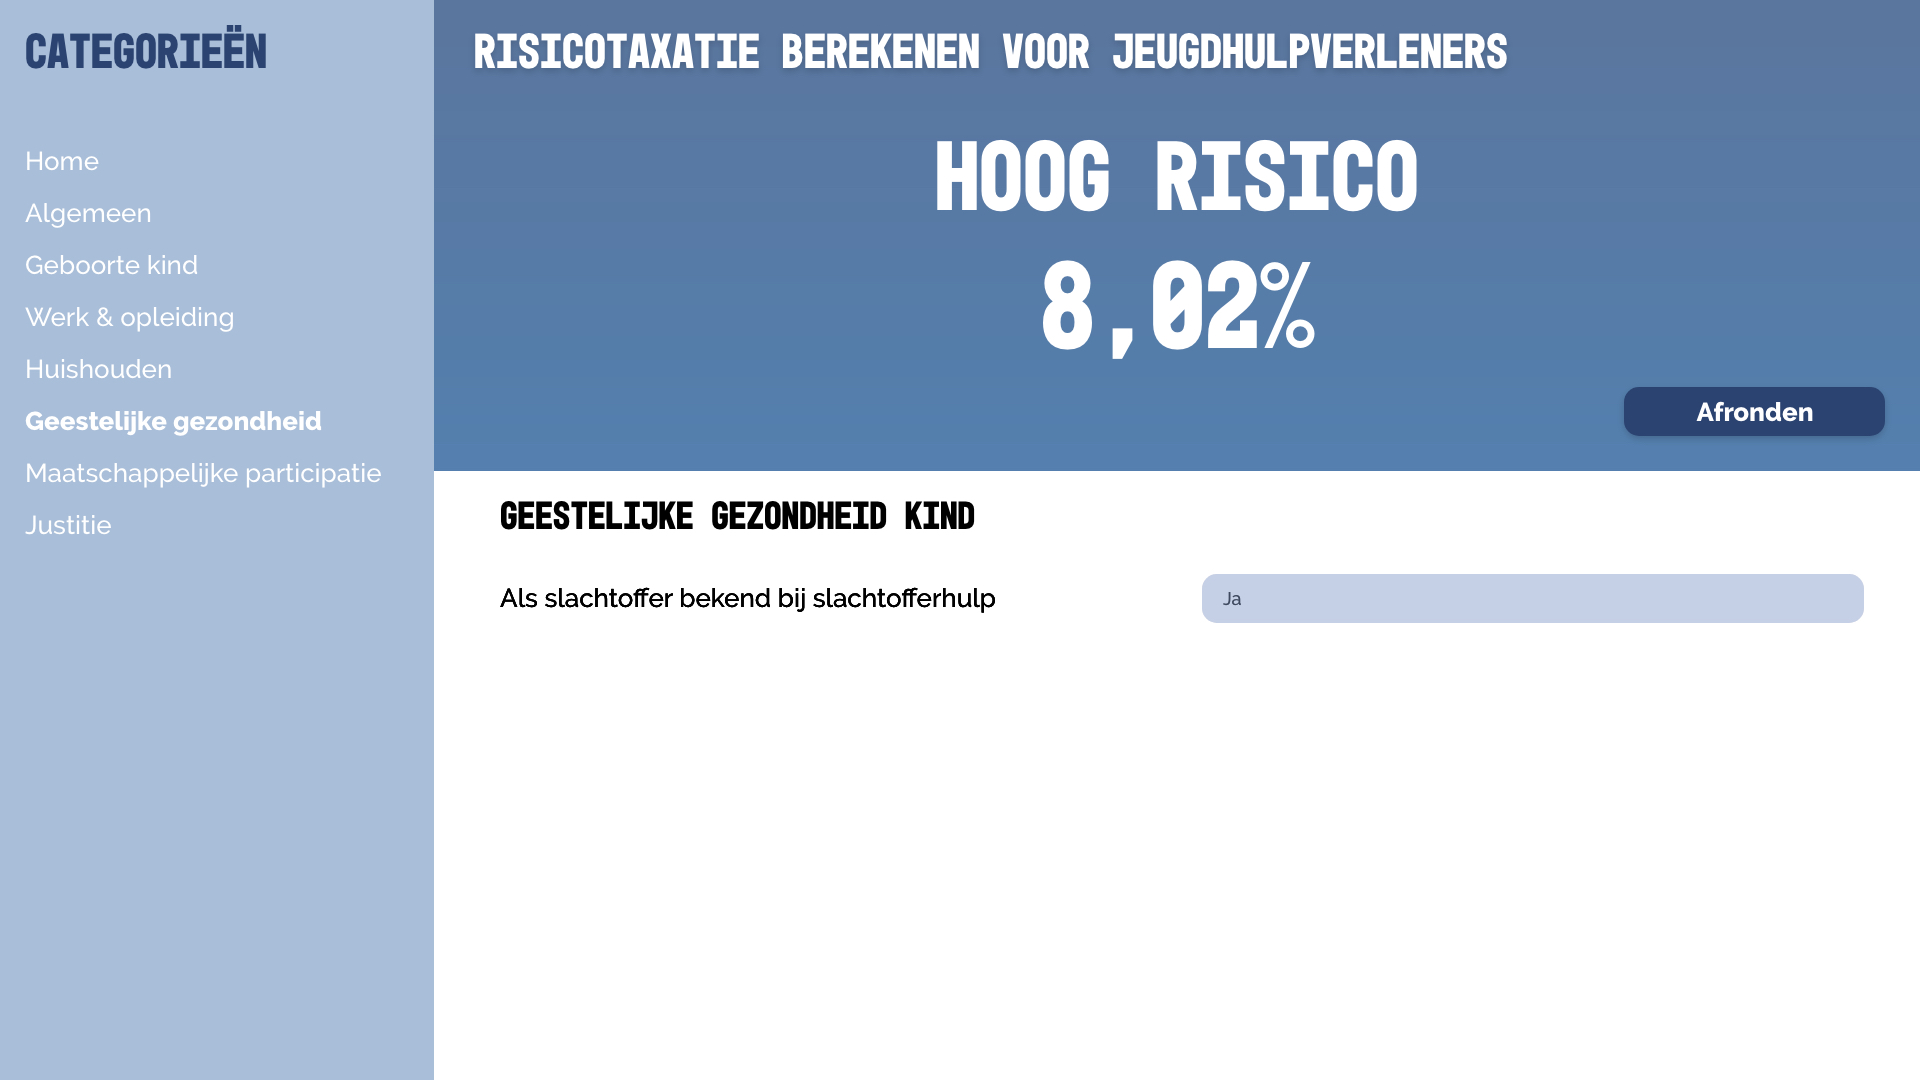 CATEGORIEËN
Home
Algemeen
Geboorte kind
Werk & opleiding
Huishouden
Geestelijke gezondheid
Maatschappelijke participatie
Justitie
RISICOTAXATIE BEREKENEN VOOR JEUGDHULPVERLENERS
HOOG RISICO
8,02%
Afronden
GEESTELIJKE GEZONDHEID KIND
Als slachtoffer bekend bij slachtofferhulp
Ja